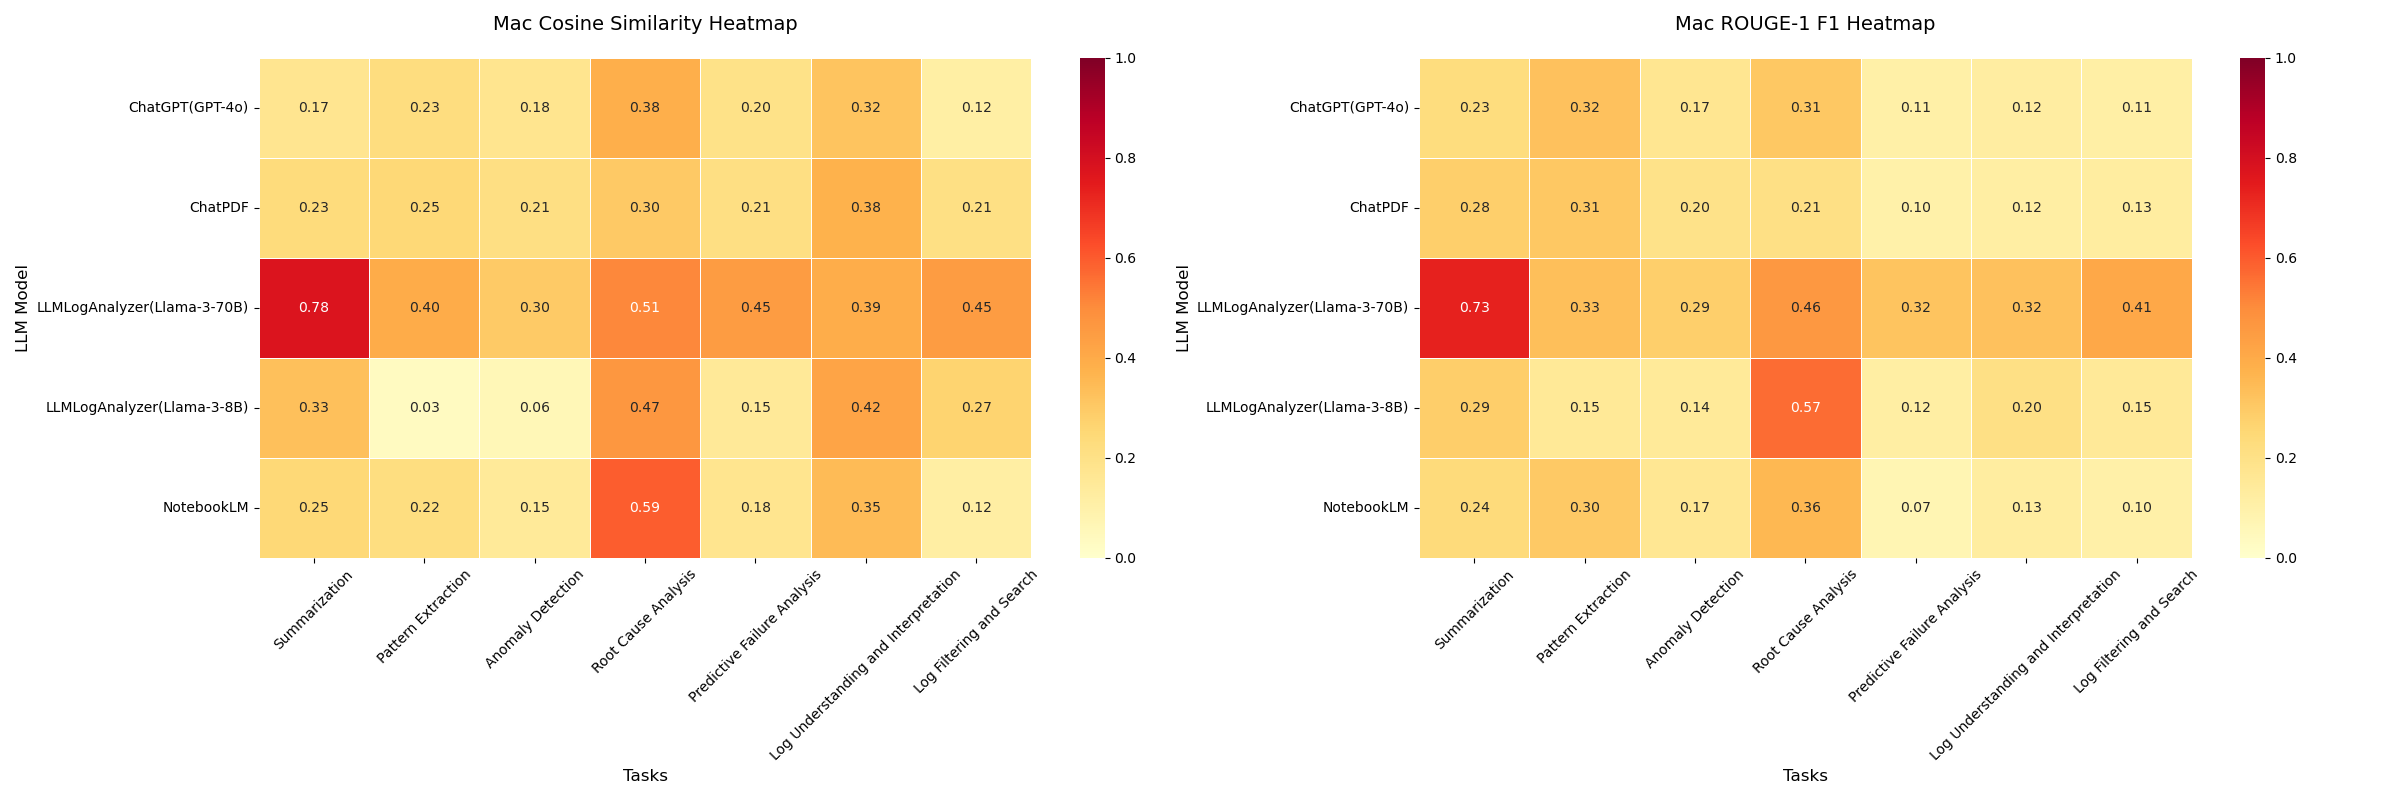 Mac Cosine Similarity Heatmap
LLM Model
ChatGPT(GPT-4o) 0.17 0.23 0.18 0.38 0.20 0.32 0.12
ChatPDF 0.23 0.25 0.21 0.30 0.21 0.38 0.21
LLMLogAnalyzer(Llama-3-70B) 0.78 0.40 0.30 0.51 0.45 0.39 0.45
LLMLogAnalyzer(Llama-3-8B) 0.33 0.03 0.06 0.47 0.15 0.42 0.27
NotebookLM 0.25 0.22 0.15 0.59 0.18 0.35 0.12
Summarization
Pattern Extraction
Anomaly Detection
Root Cause Analysis
Predictive Failure Analysis
Log Understanding and Interpretation
Log Filtering and Search
Tasks
1.0
0.8
0.6
0.4
0.2
0.0
Mac ROUGE-1 F1 Heatmap
LLM Model
ChatGPT(GPT-4o) 0.23 0.32 0.17 0.31 0.11 0.12 0.11
ChatPDF 0.28 0.31 0.20 0.21 0.10 0.12 0.13
LLMLogAnalyzer(Llama-3-70B) 0.73 0.33 0.29 0.46 0.32 0.32 0.41
LLMLogAnalyzer(Llama-3-8B) 0.29 0.15 0.14 0.57 0.12 0.20 0.15
NotebookLM 0.24 0.30 0.17 0.36 0.07 0.13 0.10
Summarization
Pattern Extraction
Anomaly Detection
Root Cause Analysis
Predictive Failure Analysis
Log Understanding and Interpretation
Log Filtering and Search
Tasks
1.0
0.8
0.6
0.4
0.2
0.0